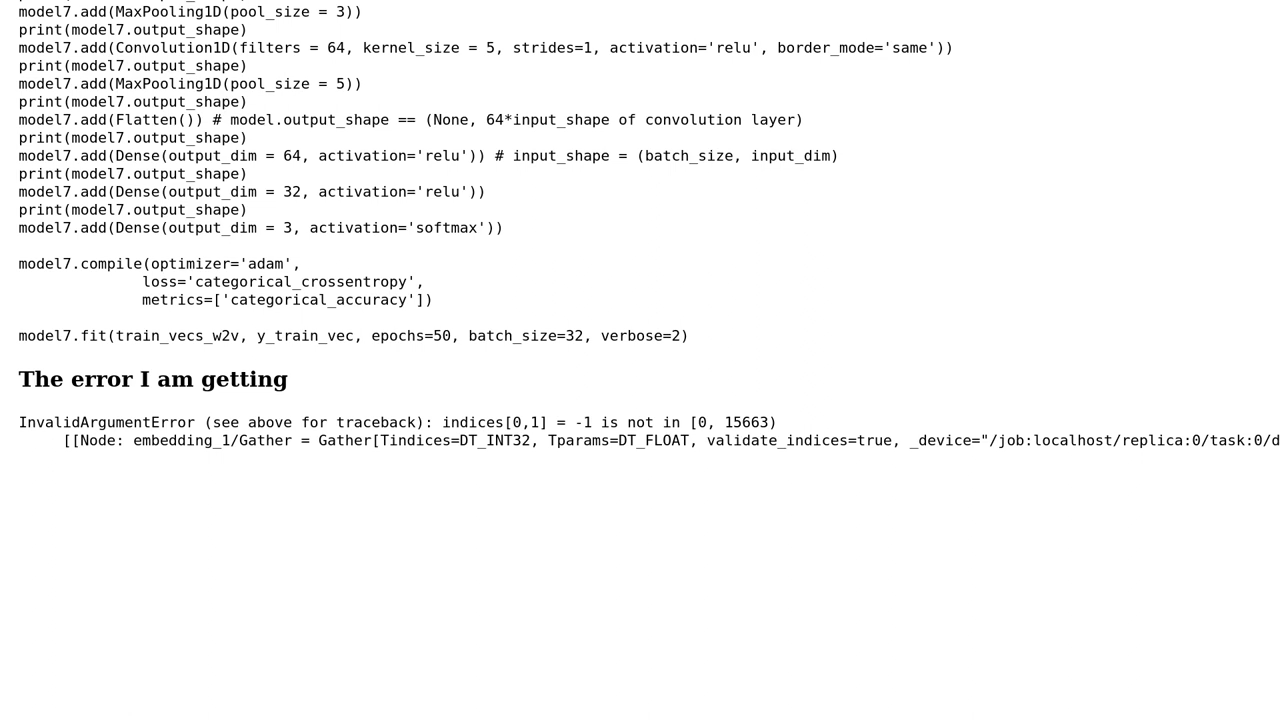 model7.add(MaxPooling1D(pool_size = 3))
print(model7.output_shape)
model7.add(Convolution1D(filters = 64, kernel_size = 5, strides=1, activation='relu', border_mode='same'))
print(model7.output_shape)
model7.add(MaxPooling1D(pool_size = 5))
print(model7.output_shape)
model7.add(Flatten()) # model.output_shape == (None, 64*input_shape of convolution layer)
print(model7.output_shape)
model7.add(Dense(output_dim = 64, activation='relu')) # input_shape = (batch_size, input_dim)
print(model7.output_shape)
model7.add(Dense(output_dim = 32, activation='relu'))
print(model7.output_shape)
model7.add(Dense(output_dim = 3, activation='softmax'))
model7.compile(optimizer='adam',
loss='categorical_crossentropy',
metrics=['categorical_accuracy'])
model7.fit(train_vecs_w2v, y_train_vec, epochs=50, batch_size=32, verbose=2)
The error I am getting
InvalidArgumentError (see above for traceback): indices[0,1] = -1 is not in [0, 15663)
[[Node: embedding_1/Gather = Gather[Tindices=DT_INT32, Tparams=DT_FLOAT, validate_indices=true, _device="/job:localhost/replica:0/task:0/d